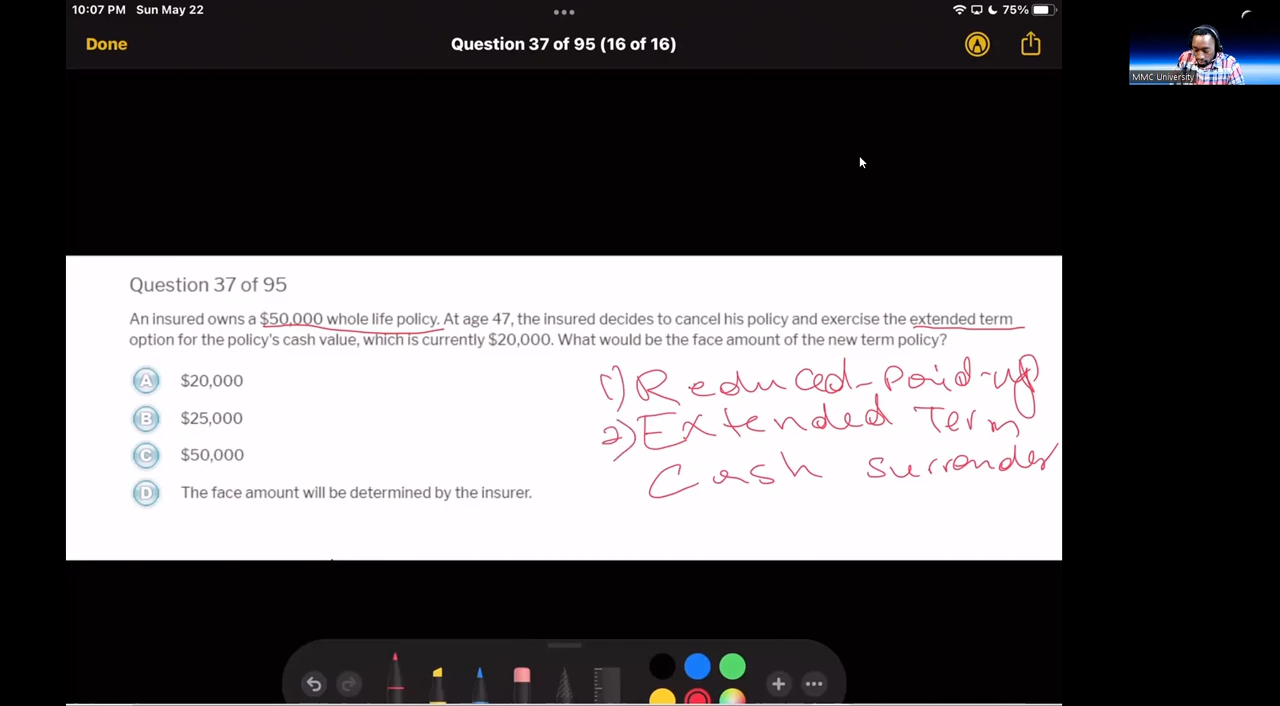 10:07 PM Sun May 22
75%
Done
Question 37 of 95 (16 of 16)
MMC University
Question 37 of 95
An insured owns a $50,000 whole life policy. At age 47, the insured decides to cancel his policy and exercise the extended term
option for the policy's cash value, which is currently $20,000. What would be the face amount of the new term policy?
A $20,000
B $25,000
C $50,000
D The face amount will be determined by the insurer.
1) Reduced-Paid-up
2) Extended Term
Cash surrender